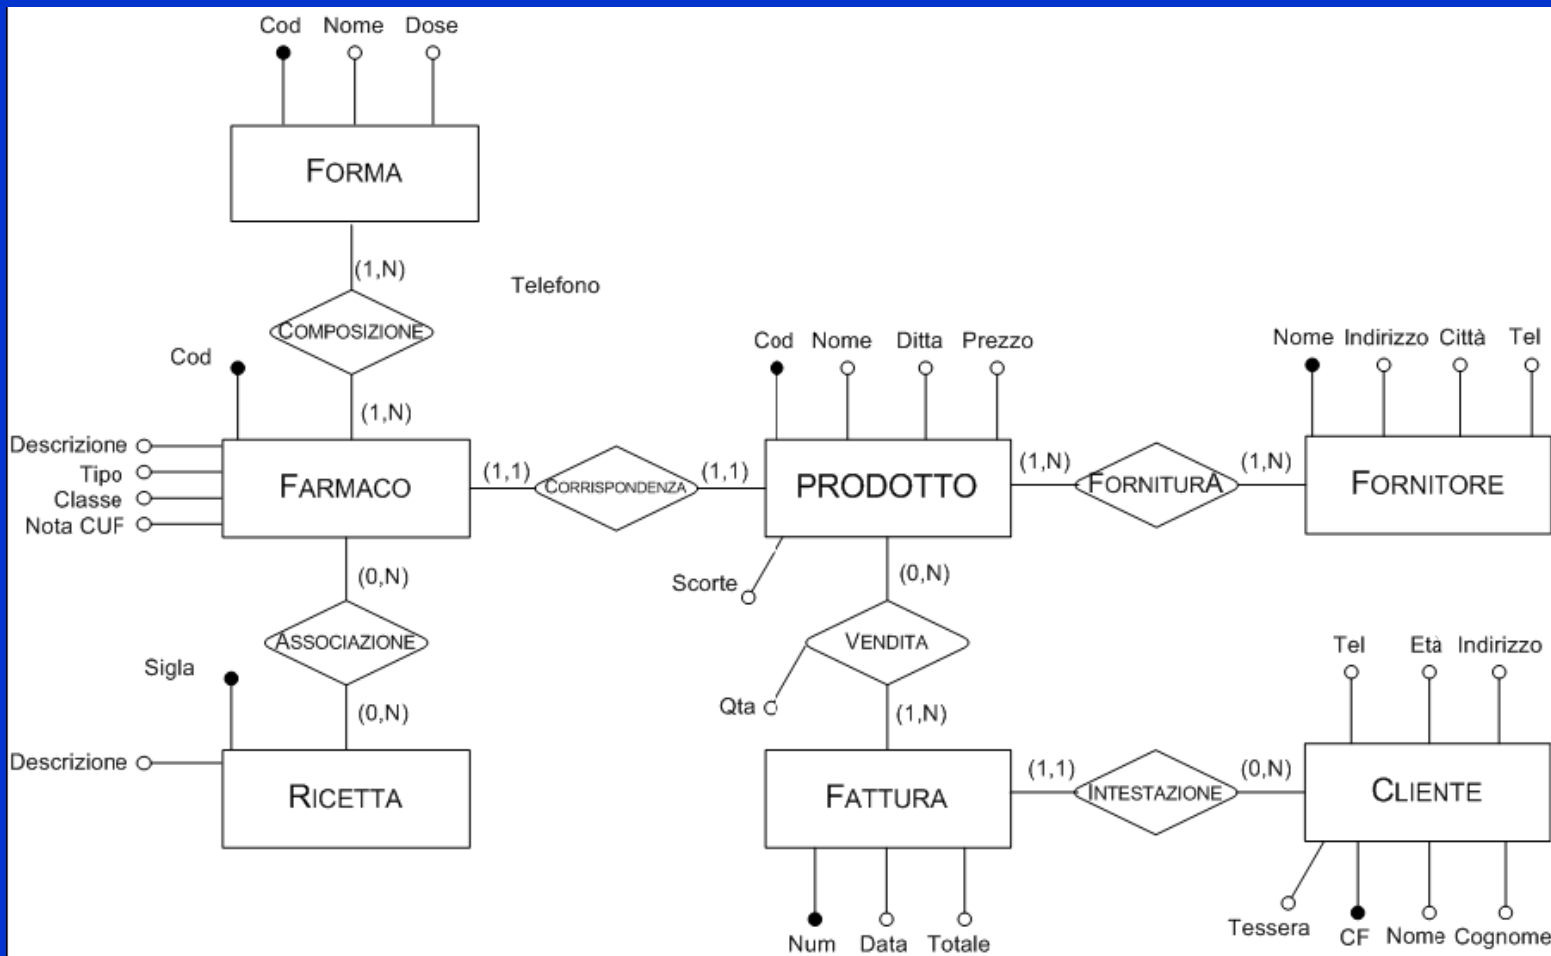 Cod Nome Dose
FORMA
(1,N)
Telefono
COMPOSIZIONE
Cod
(1,N)
Descrizione
Tipo
Classe
Nota CUF
FARMACO
(1,1)
CORRISPONDENZA
(1,1)
Cod Nome Ditta Prezzo
PRODOTTO
Scorte
(1,N)
FORNITURA
(1,N)
Nome Indirizzo Città Tel
FORNITORE
(0,N)
ASSOCIAZIONE
(0,N)
Sigla
Descrizione
RICETTA
(0,N)
VENDITA
Qta
(1,N)
FATTURA
Num Data Totale
(1,1)
INTESTAZIONE
(0,N)
Tel Età Indirizzo
CLIENTE
Tessera CF Nome Cognome